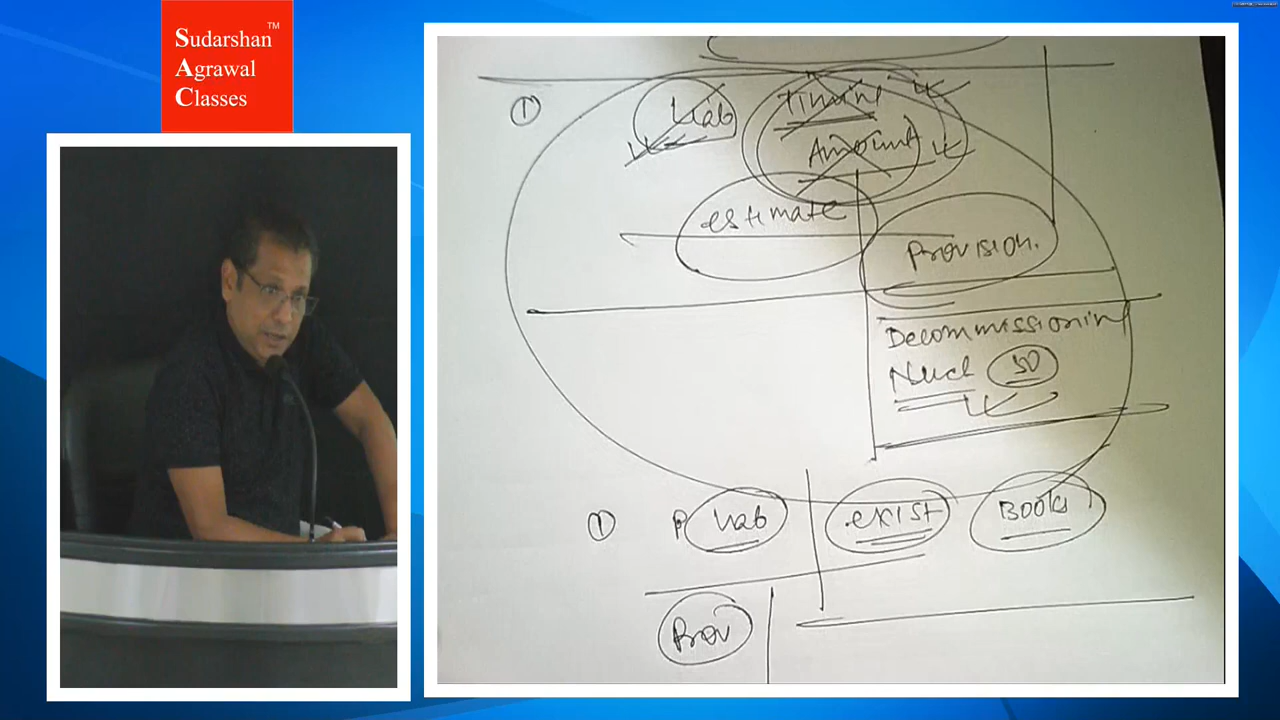 Sudarshan™
Agrawal
Classes
① Liab timing
Amount
estimate
Provision.
Decommissioning
Nucl 50
① P Liab exist Books
Prov